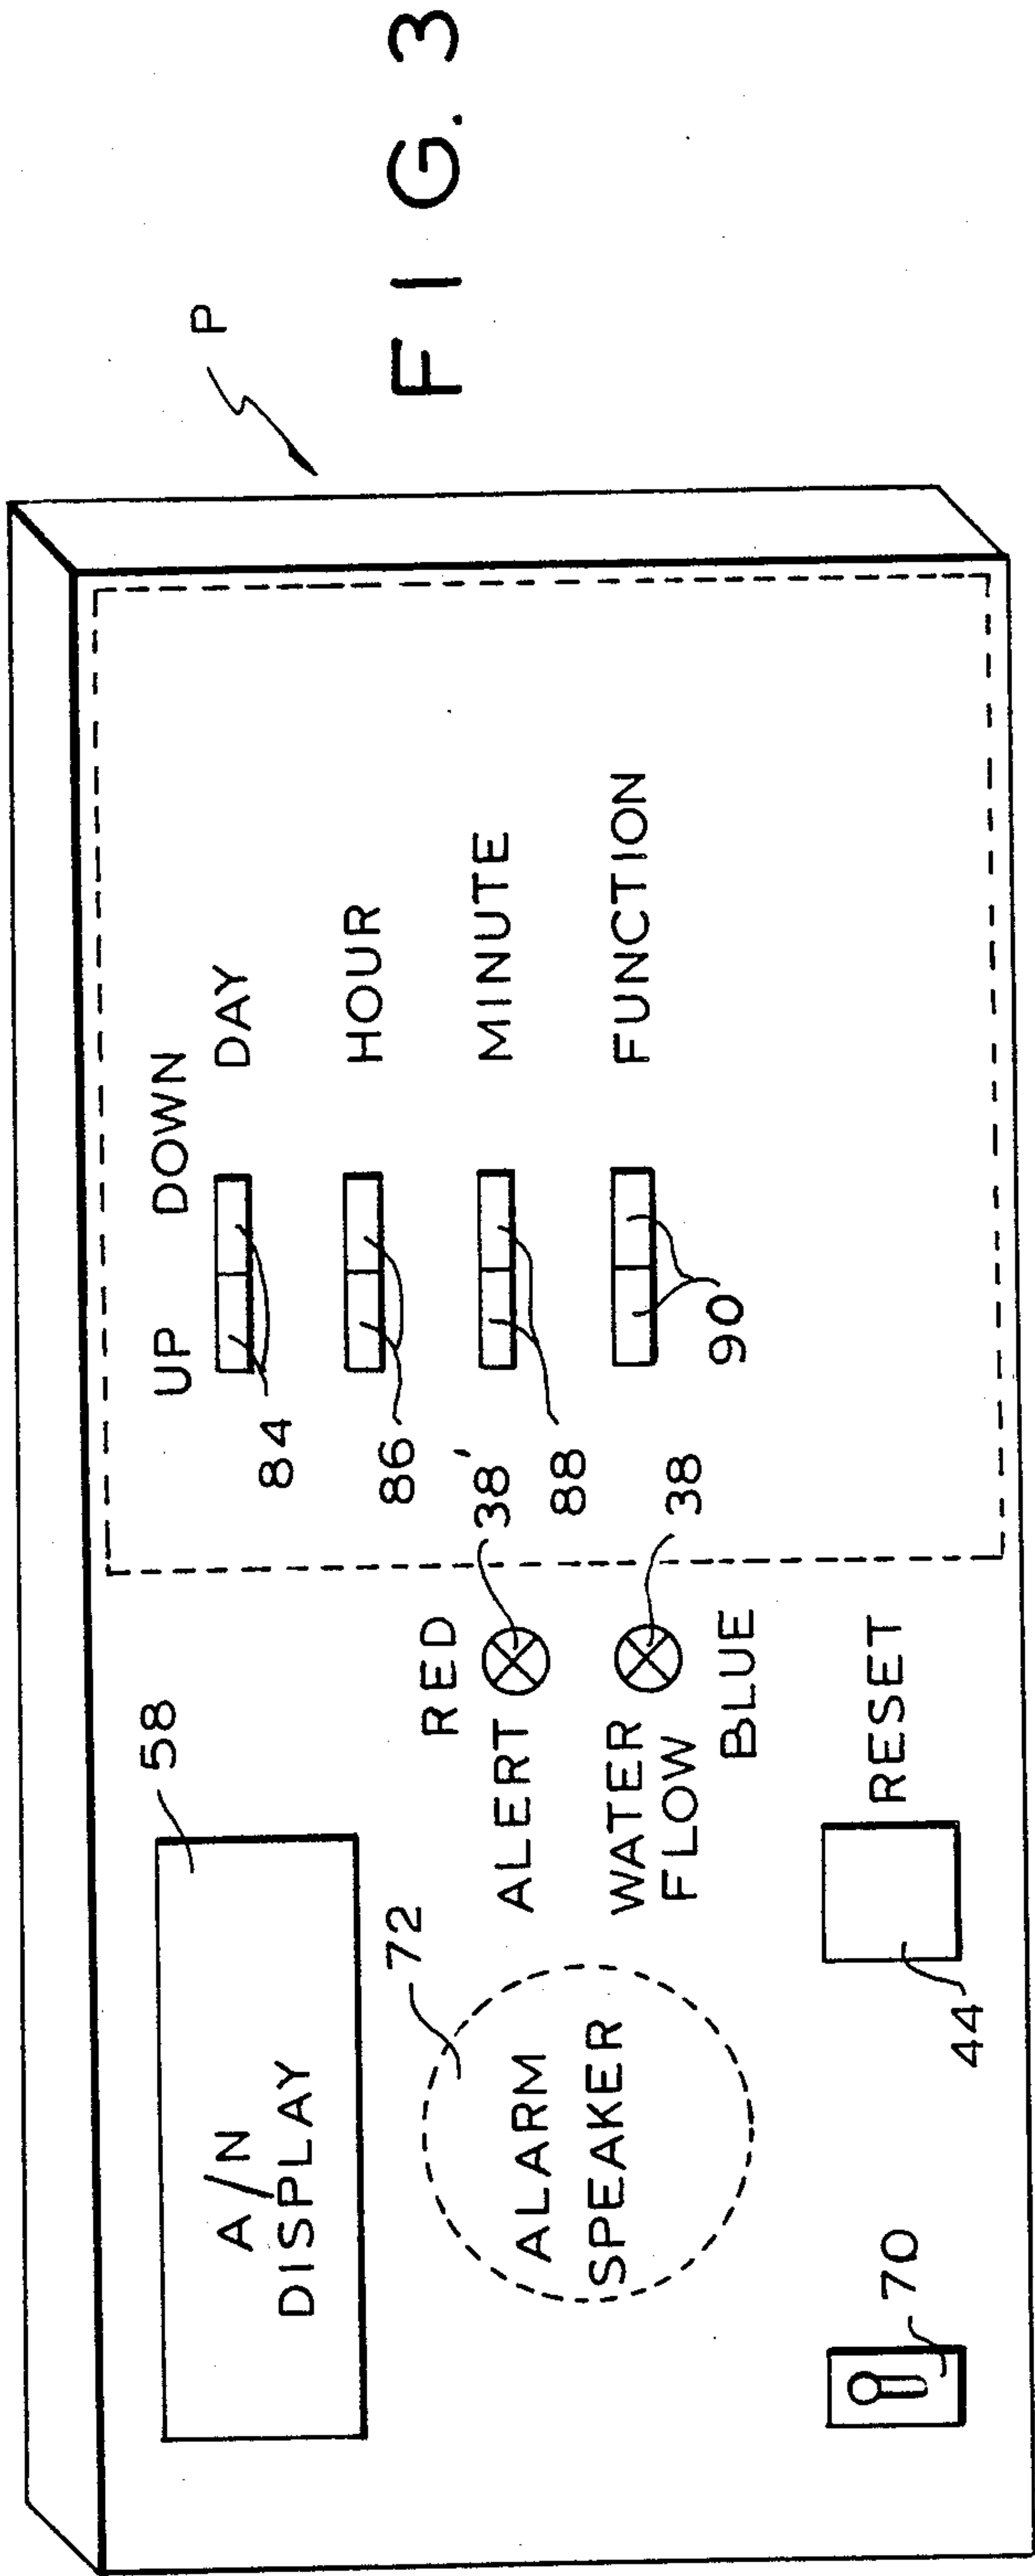 58
A/N
DISPLAY
72
ALARM
SPEAKER
RED
ALERT
38'
WATER
FLOW
38
BLUE
70
44
RESET
UP DOWN
84
DAY
86
HOUR
88
MINUTE
90
FUNCTION
P
FIG. 3